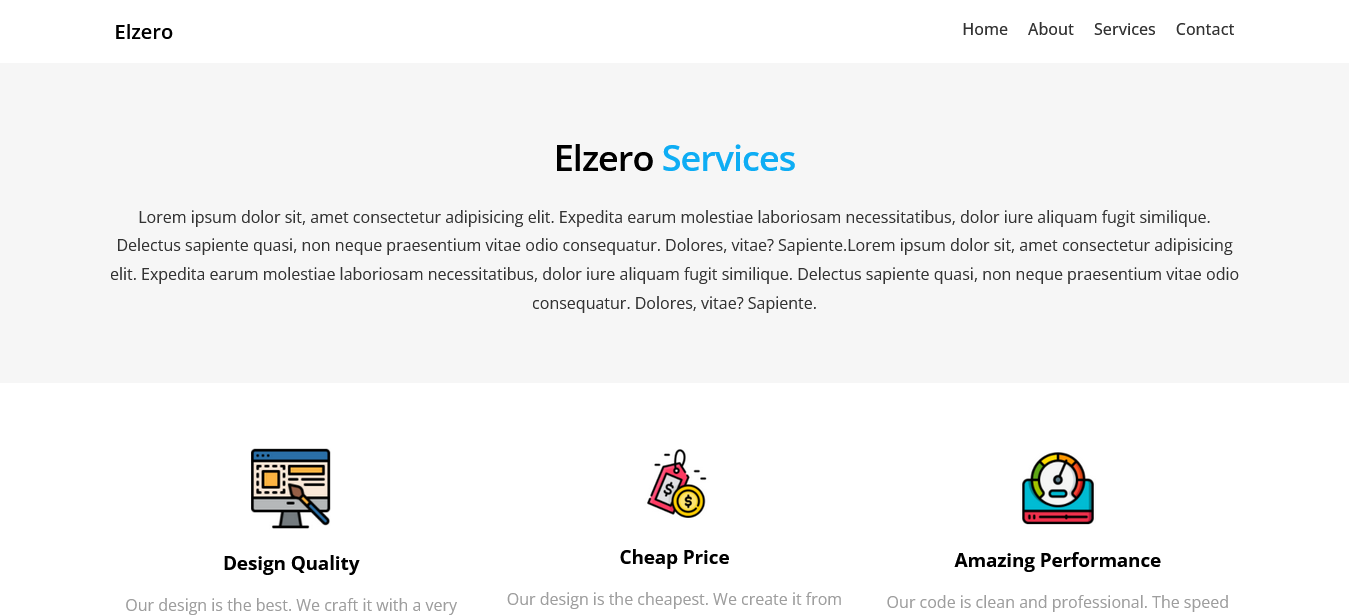 Elzero
Home About Services Contact
Elzero Services
Lorem ipsum dolor sit, amet consectetur adipisicing elit. Expedita earum molestiae laboriosam necessitatibus, dolor iure aliquam fugit similique.
Delectus sapiente quasi, non neque praesentium vitae odio consequatur. Dolores, vitae? Sapiente.Lorem ipsum dolor sit, amet consectetur adipisicing
elit. Expedita earum molestiae laboriosam necessitatibus, dolor iure aliquam fugit similique. Delectus sapiente quasi, non neque praesentium vitae odio
consequatur. Dolores, vitae? Sapiente.
Design Quality
Our design is the best. We craft it with a very
$
$
Cheap Price
Our design is the cheapest. We create it from
Amazing Performance
Our code is clean and professional. The speed